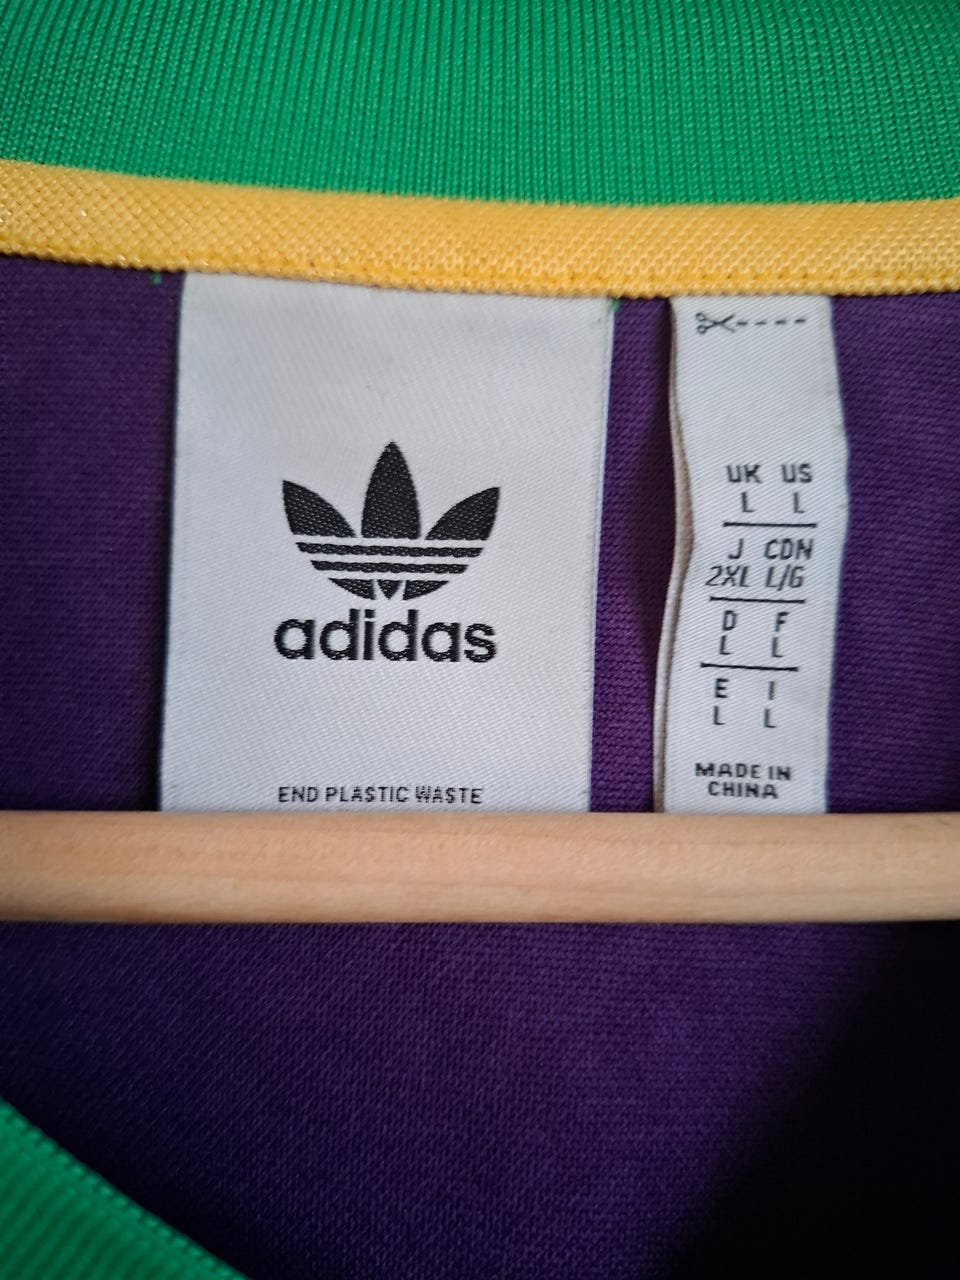 adidas
END PLASTIC WASTE
UK US
L L
J CDN
2XL L/G
D F
L L
E I
L L
MADE IN
CHINA